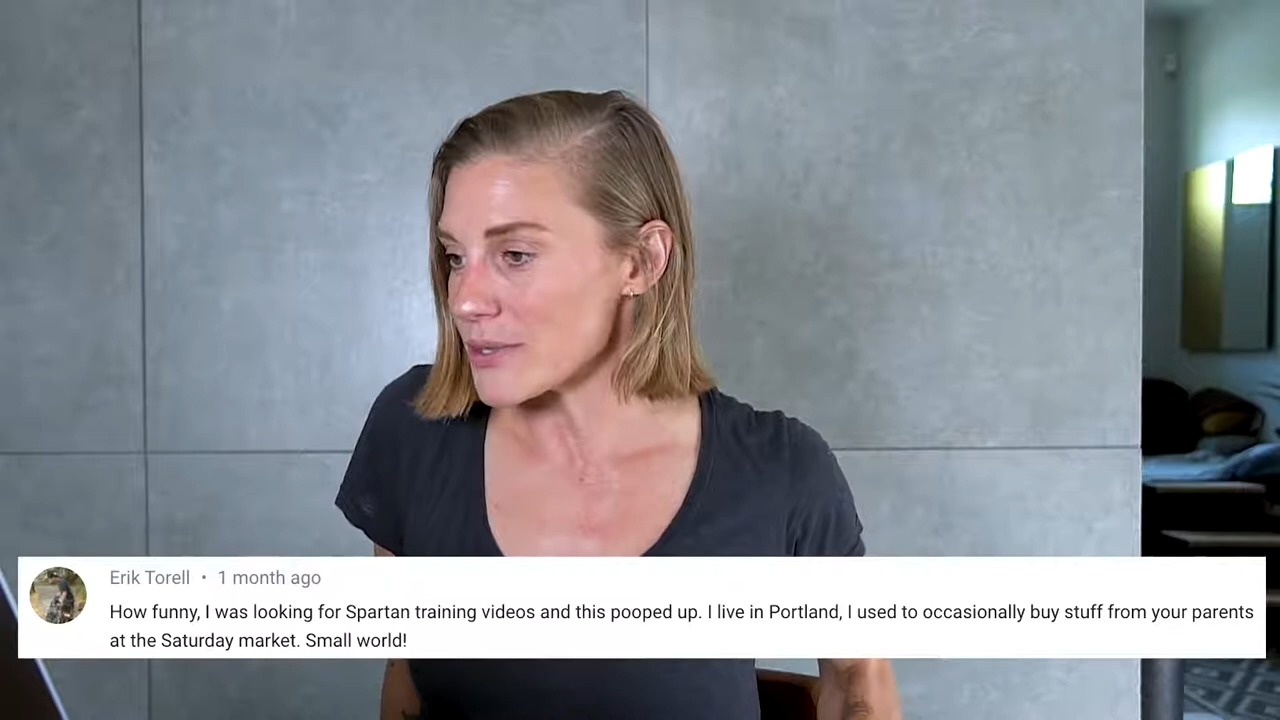 Erik Torell • 1 month ago
How funny, I was looking for Spartan training videos and this pooped up. I live in Portland, I used to occasionally buy stuff from your parents
at the Saturday market. Small world!